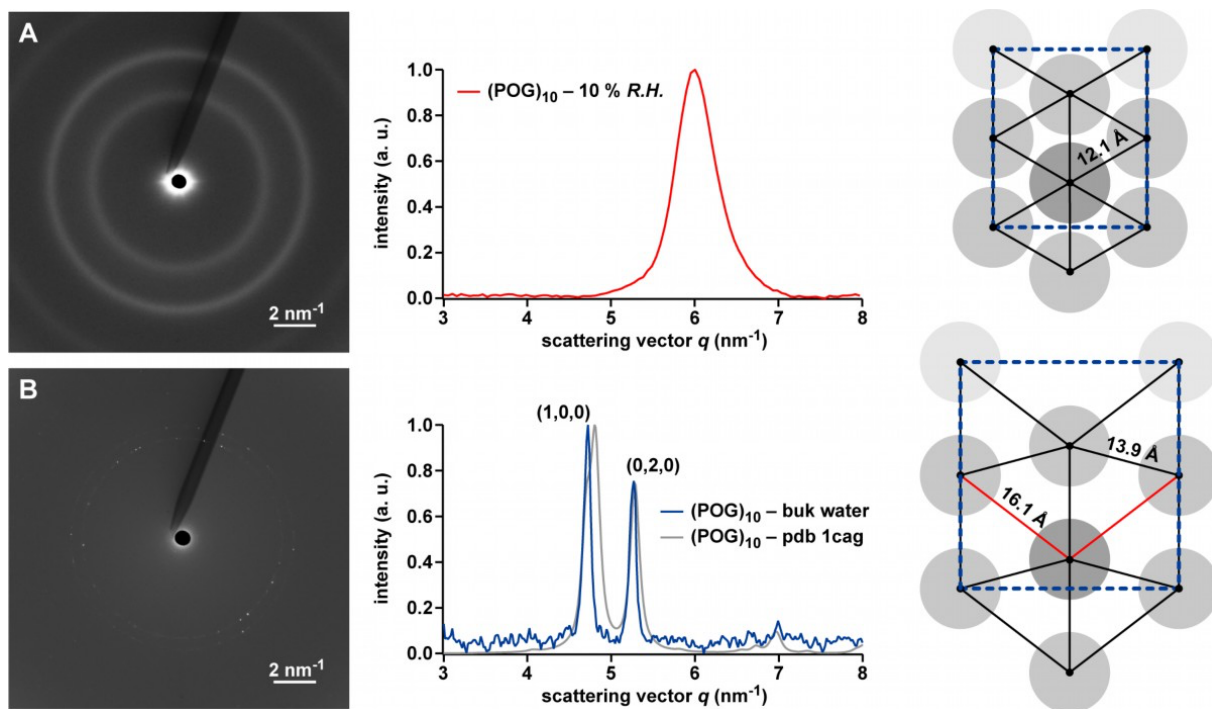 A
2 nm-1
intensity (a. u.)
1.0
0.8
0.6
0.4
0.2
0.0
(POG)10 – 10 % R.H.
3 4 5 6 7 8
scattering vector q (nm-1)
12.1 Å
B
2 nm-1
intensity (a. u.)
1.0
0.8
0.6
0.4
0.2
0.0
(1,0,0)
(0,2,0)
(POG)10 – buk water
(POG)10 – pdb 1cag
3 4 5 6 7 8
scattering vector q (nm-1)
13.9 Å
16.1 Å